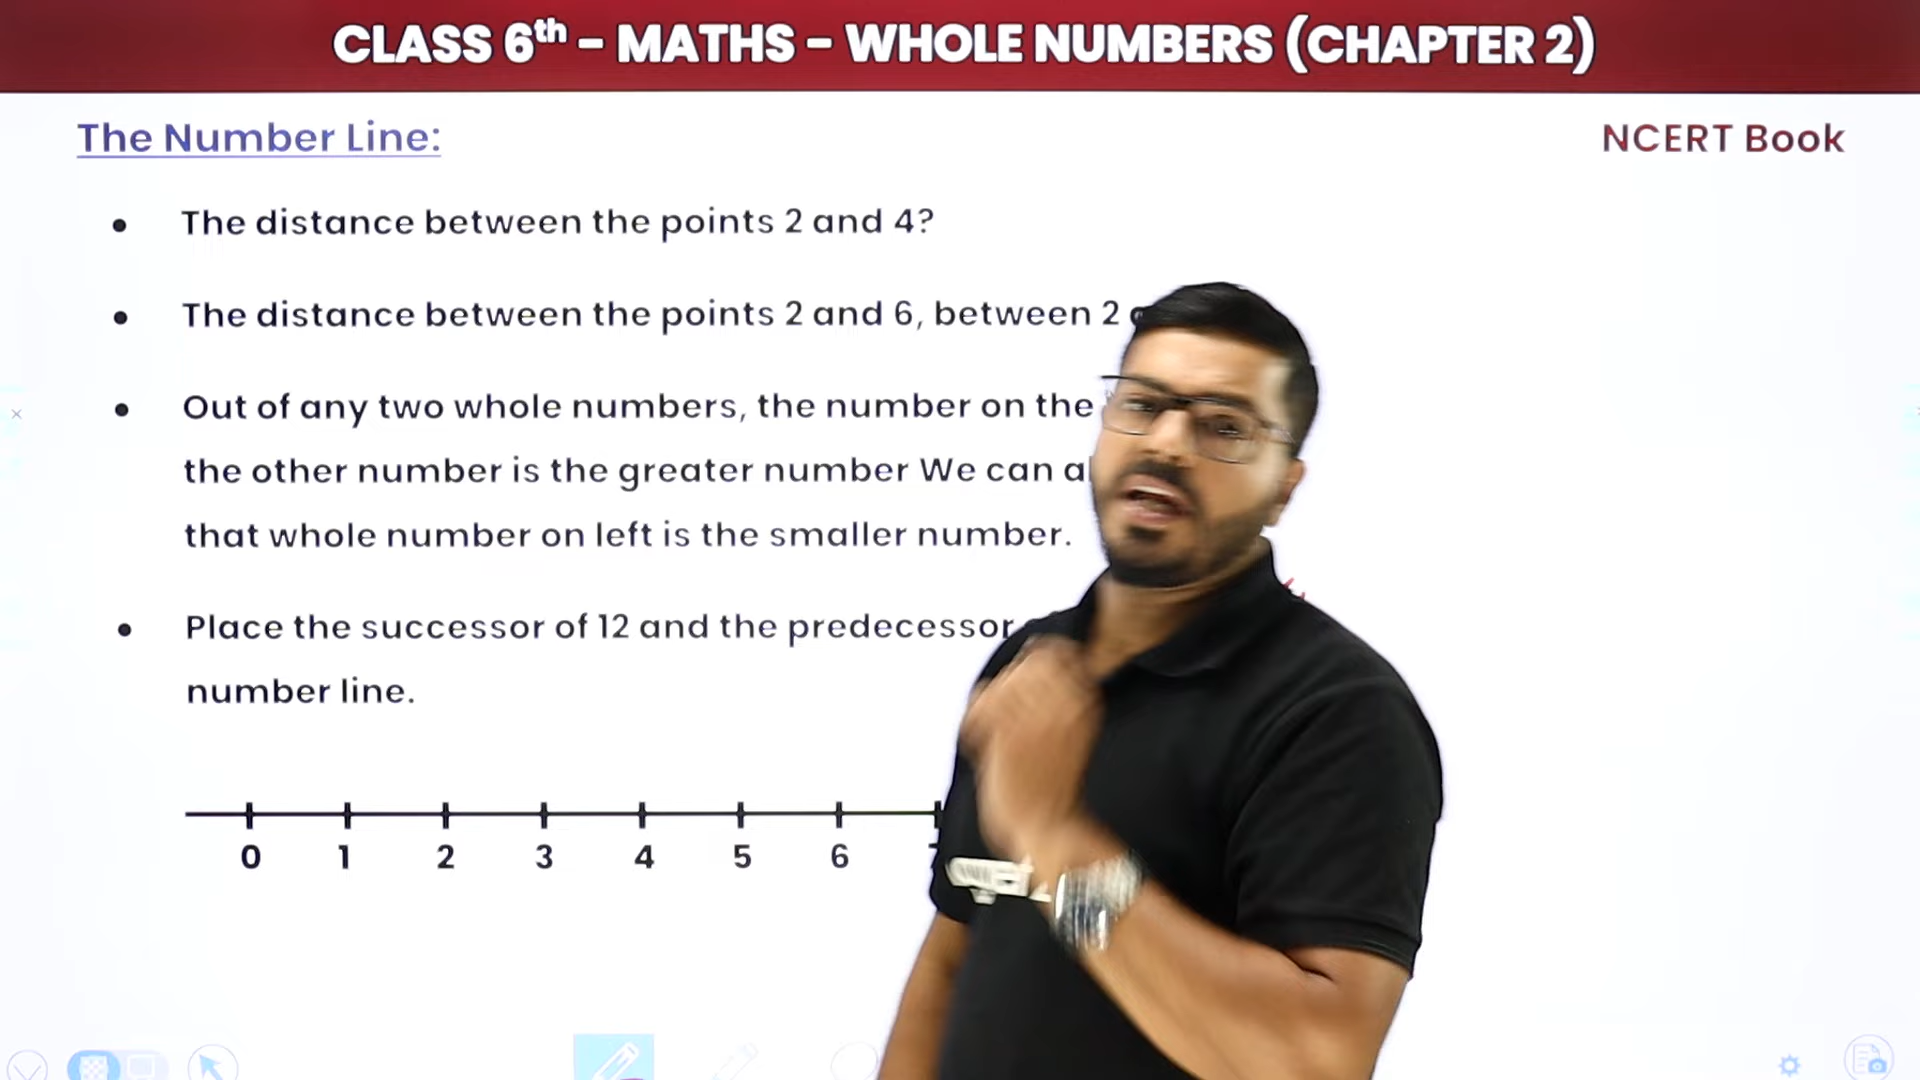 CLASS 6th - MATHS - WHOLE NUMBERS (CHAPTER 2)
The Number Line:
NCERT Book
• The distance between the points 2 and 4?
• The distance between the points 2 and 6, between 2
• Out of any two whole numbers, the number on the
the other number is the greater number We can
that whole number on left is the smaller number.
• Place the successor of 12 and the predecessor
number line.
0 1 2 3 4 5 6